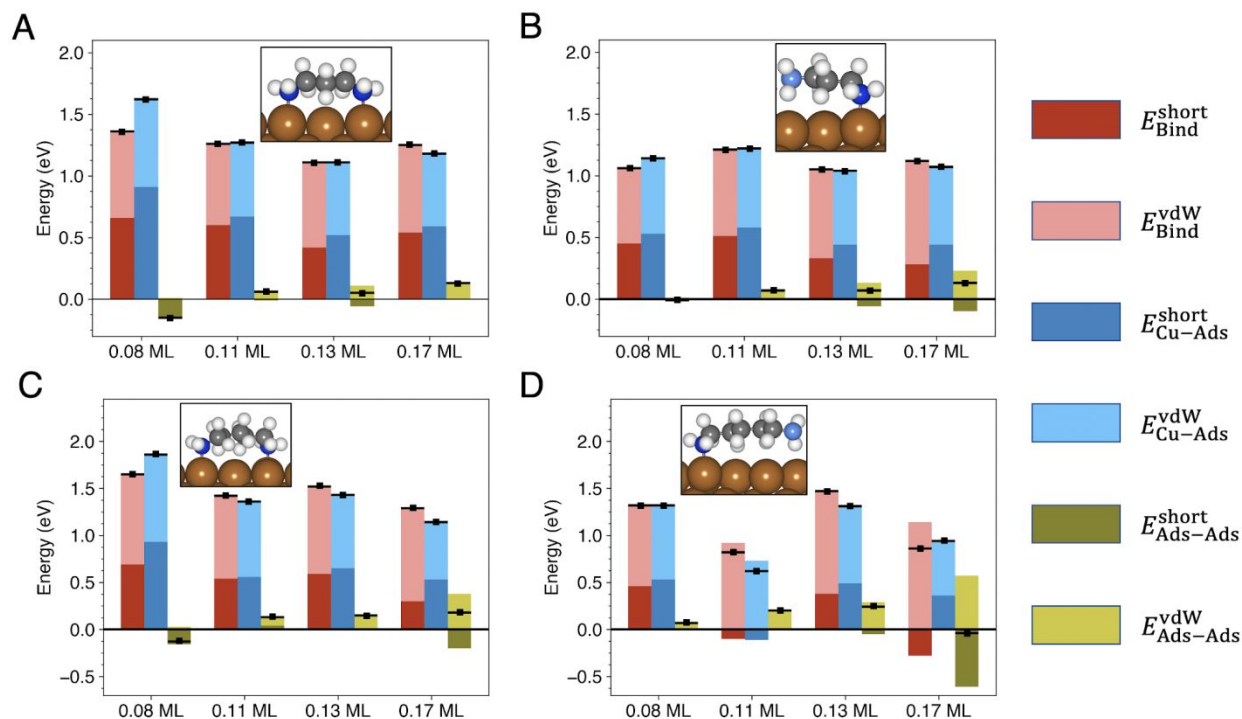 A
2.0
1.5
1.0
0.5
0.0
Energy (eV)
0.08 ML 0.11 ML 0.13 ML 0.17 ML
B
2.0
1.5
1.0
0.5
0.0
Energy (eV)
0.08 ML 0.11 ML 0.13 ML 0.17 ML
C
2.0
1.5
1.0
0.5
0.0
−0.5
Energy (eV)
0.08 ML 0.11 ML 0.13 ML 0.17 ML
D
2.0
1.5
1.0
0.5
0.0
−0.5
Energy (eV)
0.08 ML 0.11 ML 0.13 ML 0.17 ML
E^short_Bind
E^vdW_Bind
E^short_Cu−Ads
E^vdW_Cu−Ads
E^short_Ads−Ads
E^vdW_Ads−Ads